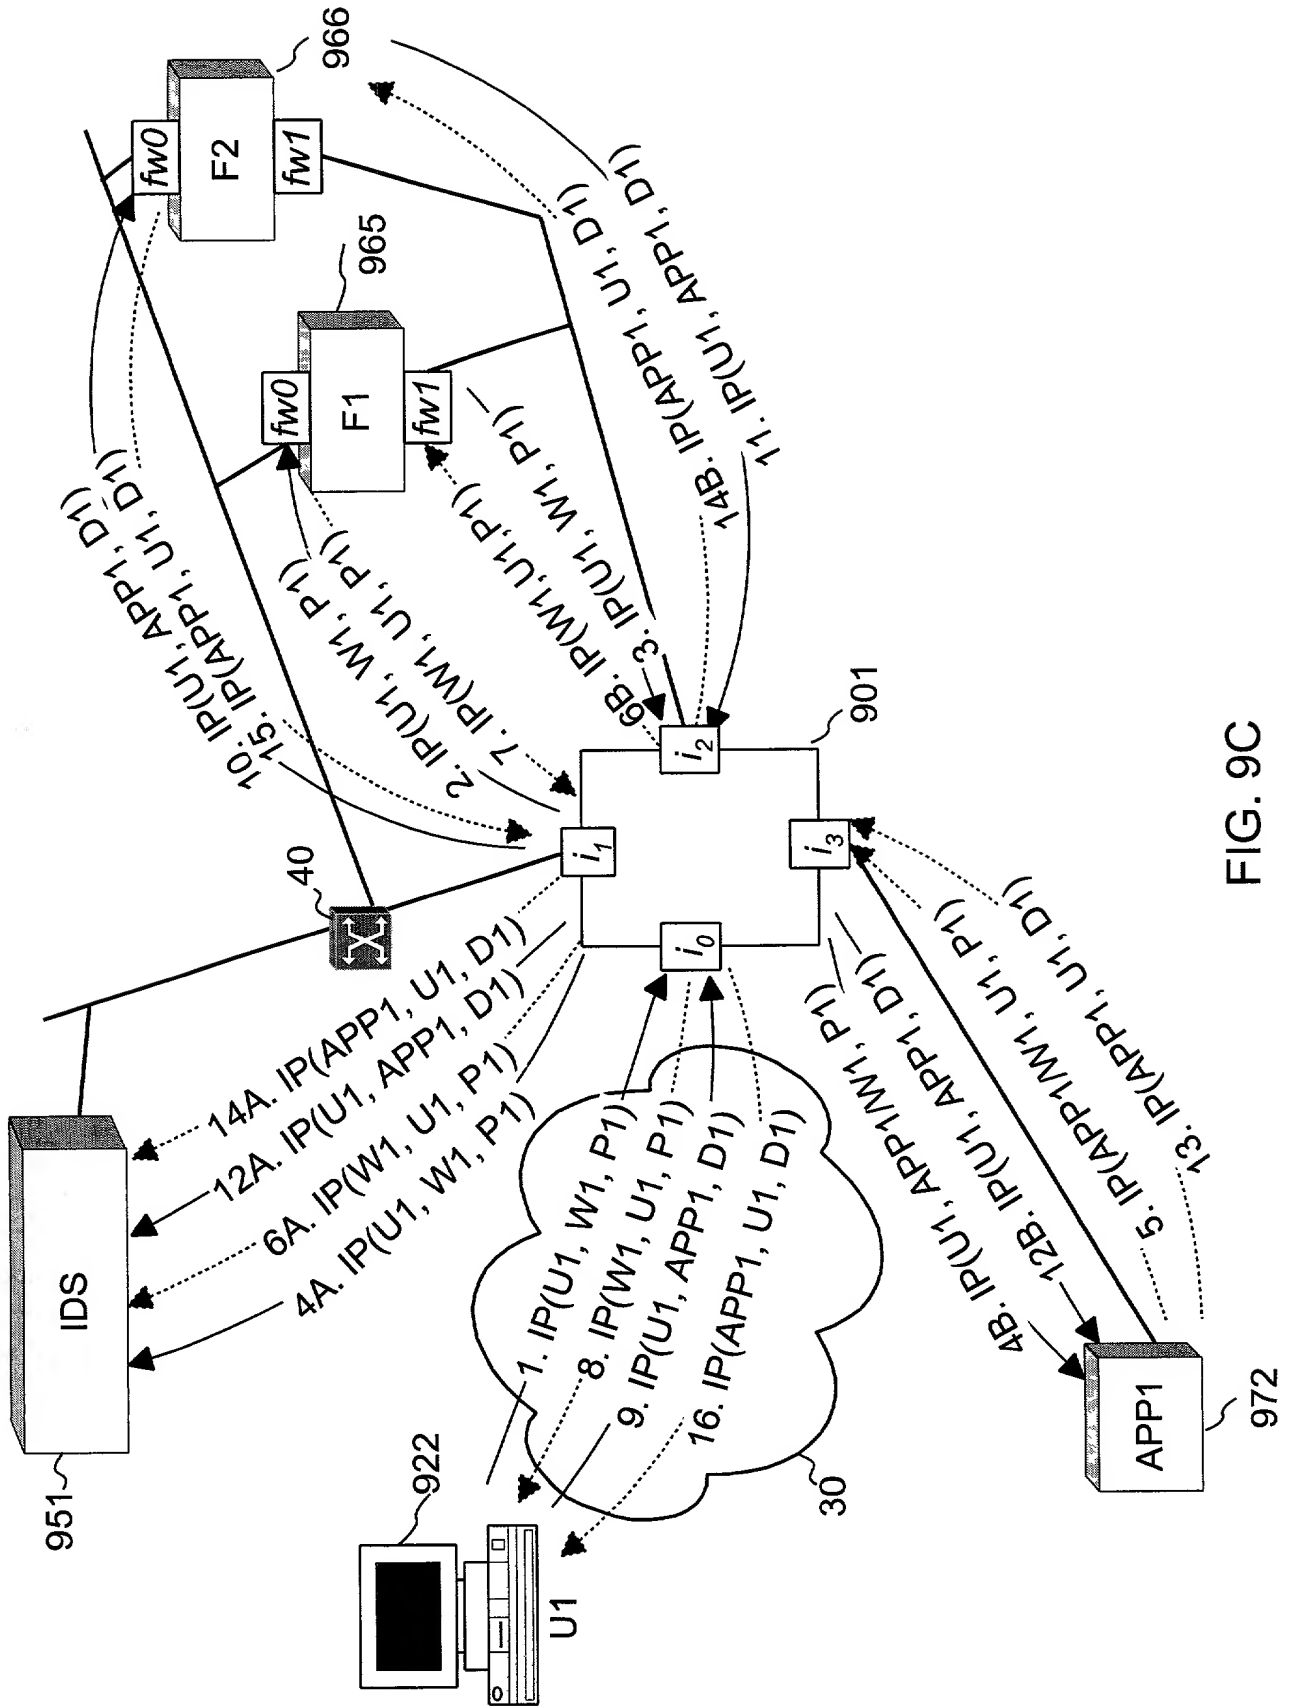 IDS
951
40
14A. IP(APP1, U1, D1)
12A. IP(U1, APP1, D1)
6A. IP(W1, U1, P1)
4A. IP(U1, W1, P1)
10. IP(U1, APP1, D1)
15. IP(APP1, U1, D1)
2. IP(U1, W1, P1)
7. IP(W1, U1, P1)
fw0
F2
fw1
966
fw0
F1
fw1
965
6B. IP(W1,U1,P1)
3. IP(U1, W1, P1)
14B. IP(APP1, U1, D1)
11. IP(U1, APP1, D1)
922
U1
1. IP(U1, W1, P1)
8. IP(W1, U1, P1)
9. IP(U1, APP1, D1)
16. IP(APP1, U1, D1)
30
i0
i1
i2
i3
901
4B. IP(U1, APP1/W1, P1)
12B. IP(U1, APP1, D1)
5. IP(APP1/W1, U1, P1)
13. IP(APP1, U1, D1)
APP1
972
FIG. 9C